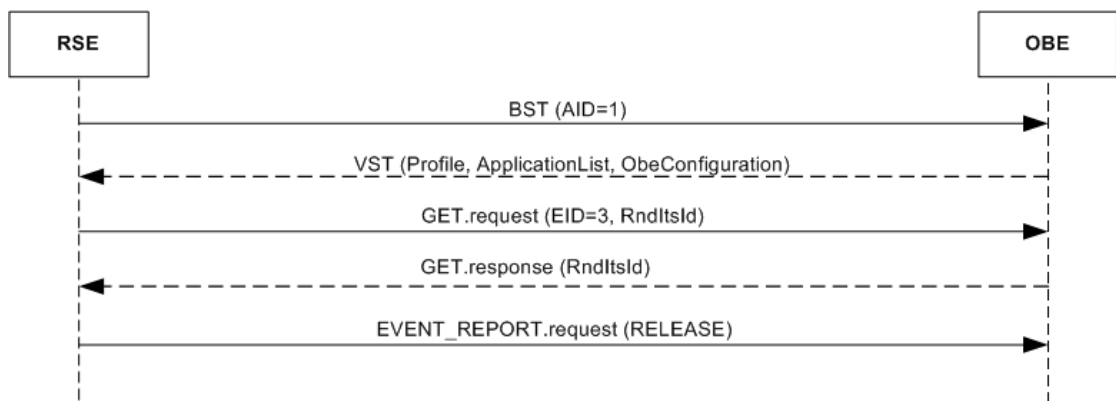 RSE
OBE
BST (AID=1)
VST (Profile, ApplicationList, ObeConfiguration)
GET.request (EID=3, RndItsId)
GET.response (RndItsId)
EVENT_REPORT.request (RELEASE)